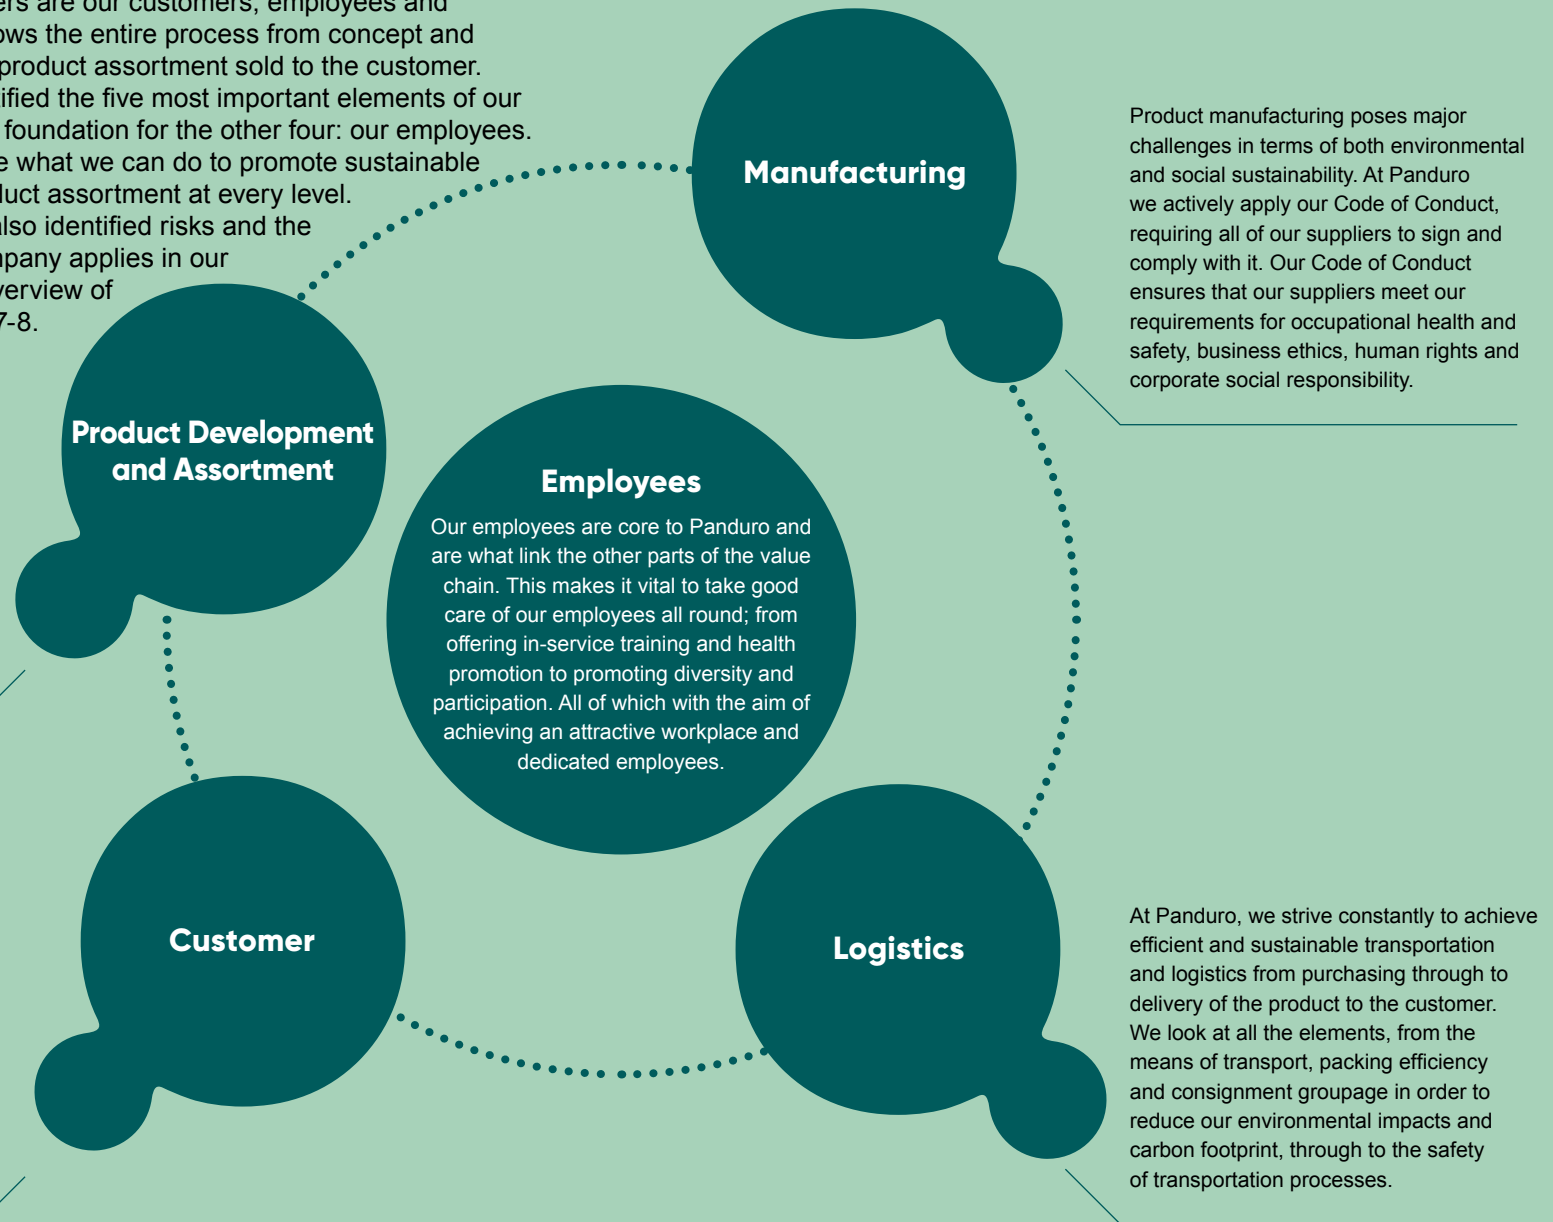 are our customers, employees and
the entire process from concept and
product assortment sold to the customer.
the five most important elements of our
foundation for the other four: our employees.
what we can do to promote sustainable
assortment at every level.
also identified risks and the
applies in our
of
7-8.
Manufacturing
Product manufacturing poses major
challenges in terms of both environmental
and social sustainability. At Panduro
we actively apply our Code of Conduct,
requiring all of our suppliers to sign and
comply with it. Our Code of Conduct
ensures that our suppliers meet our
requirements for occupational health and
safety, business ethics, human rights and
corporate social responsibility.
Product Development
and Assortment
Employees
Our employees are core to Panduro and
are what link the other parts of the value
chain. This makes it vital to take good
care of our employees all round; from
offering in-service training and health
promotion to promoting diversity and
participation. All of which with the aim of
achieving an attractive workplace and
dedicated employees.
Customer
Logistics
At Panduro, we strive constantly to achieve
efficient and sustainable transportation
and logistics from purchasing through to
delivery of the product to the customer.
We look at all the elements, from the
means of transport, packing efficiency
and consignment groupage in order to
reduce our environmental impacts and
carbon footprint, through to the safety
of transportation processes.